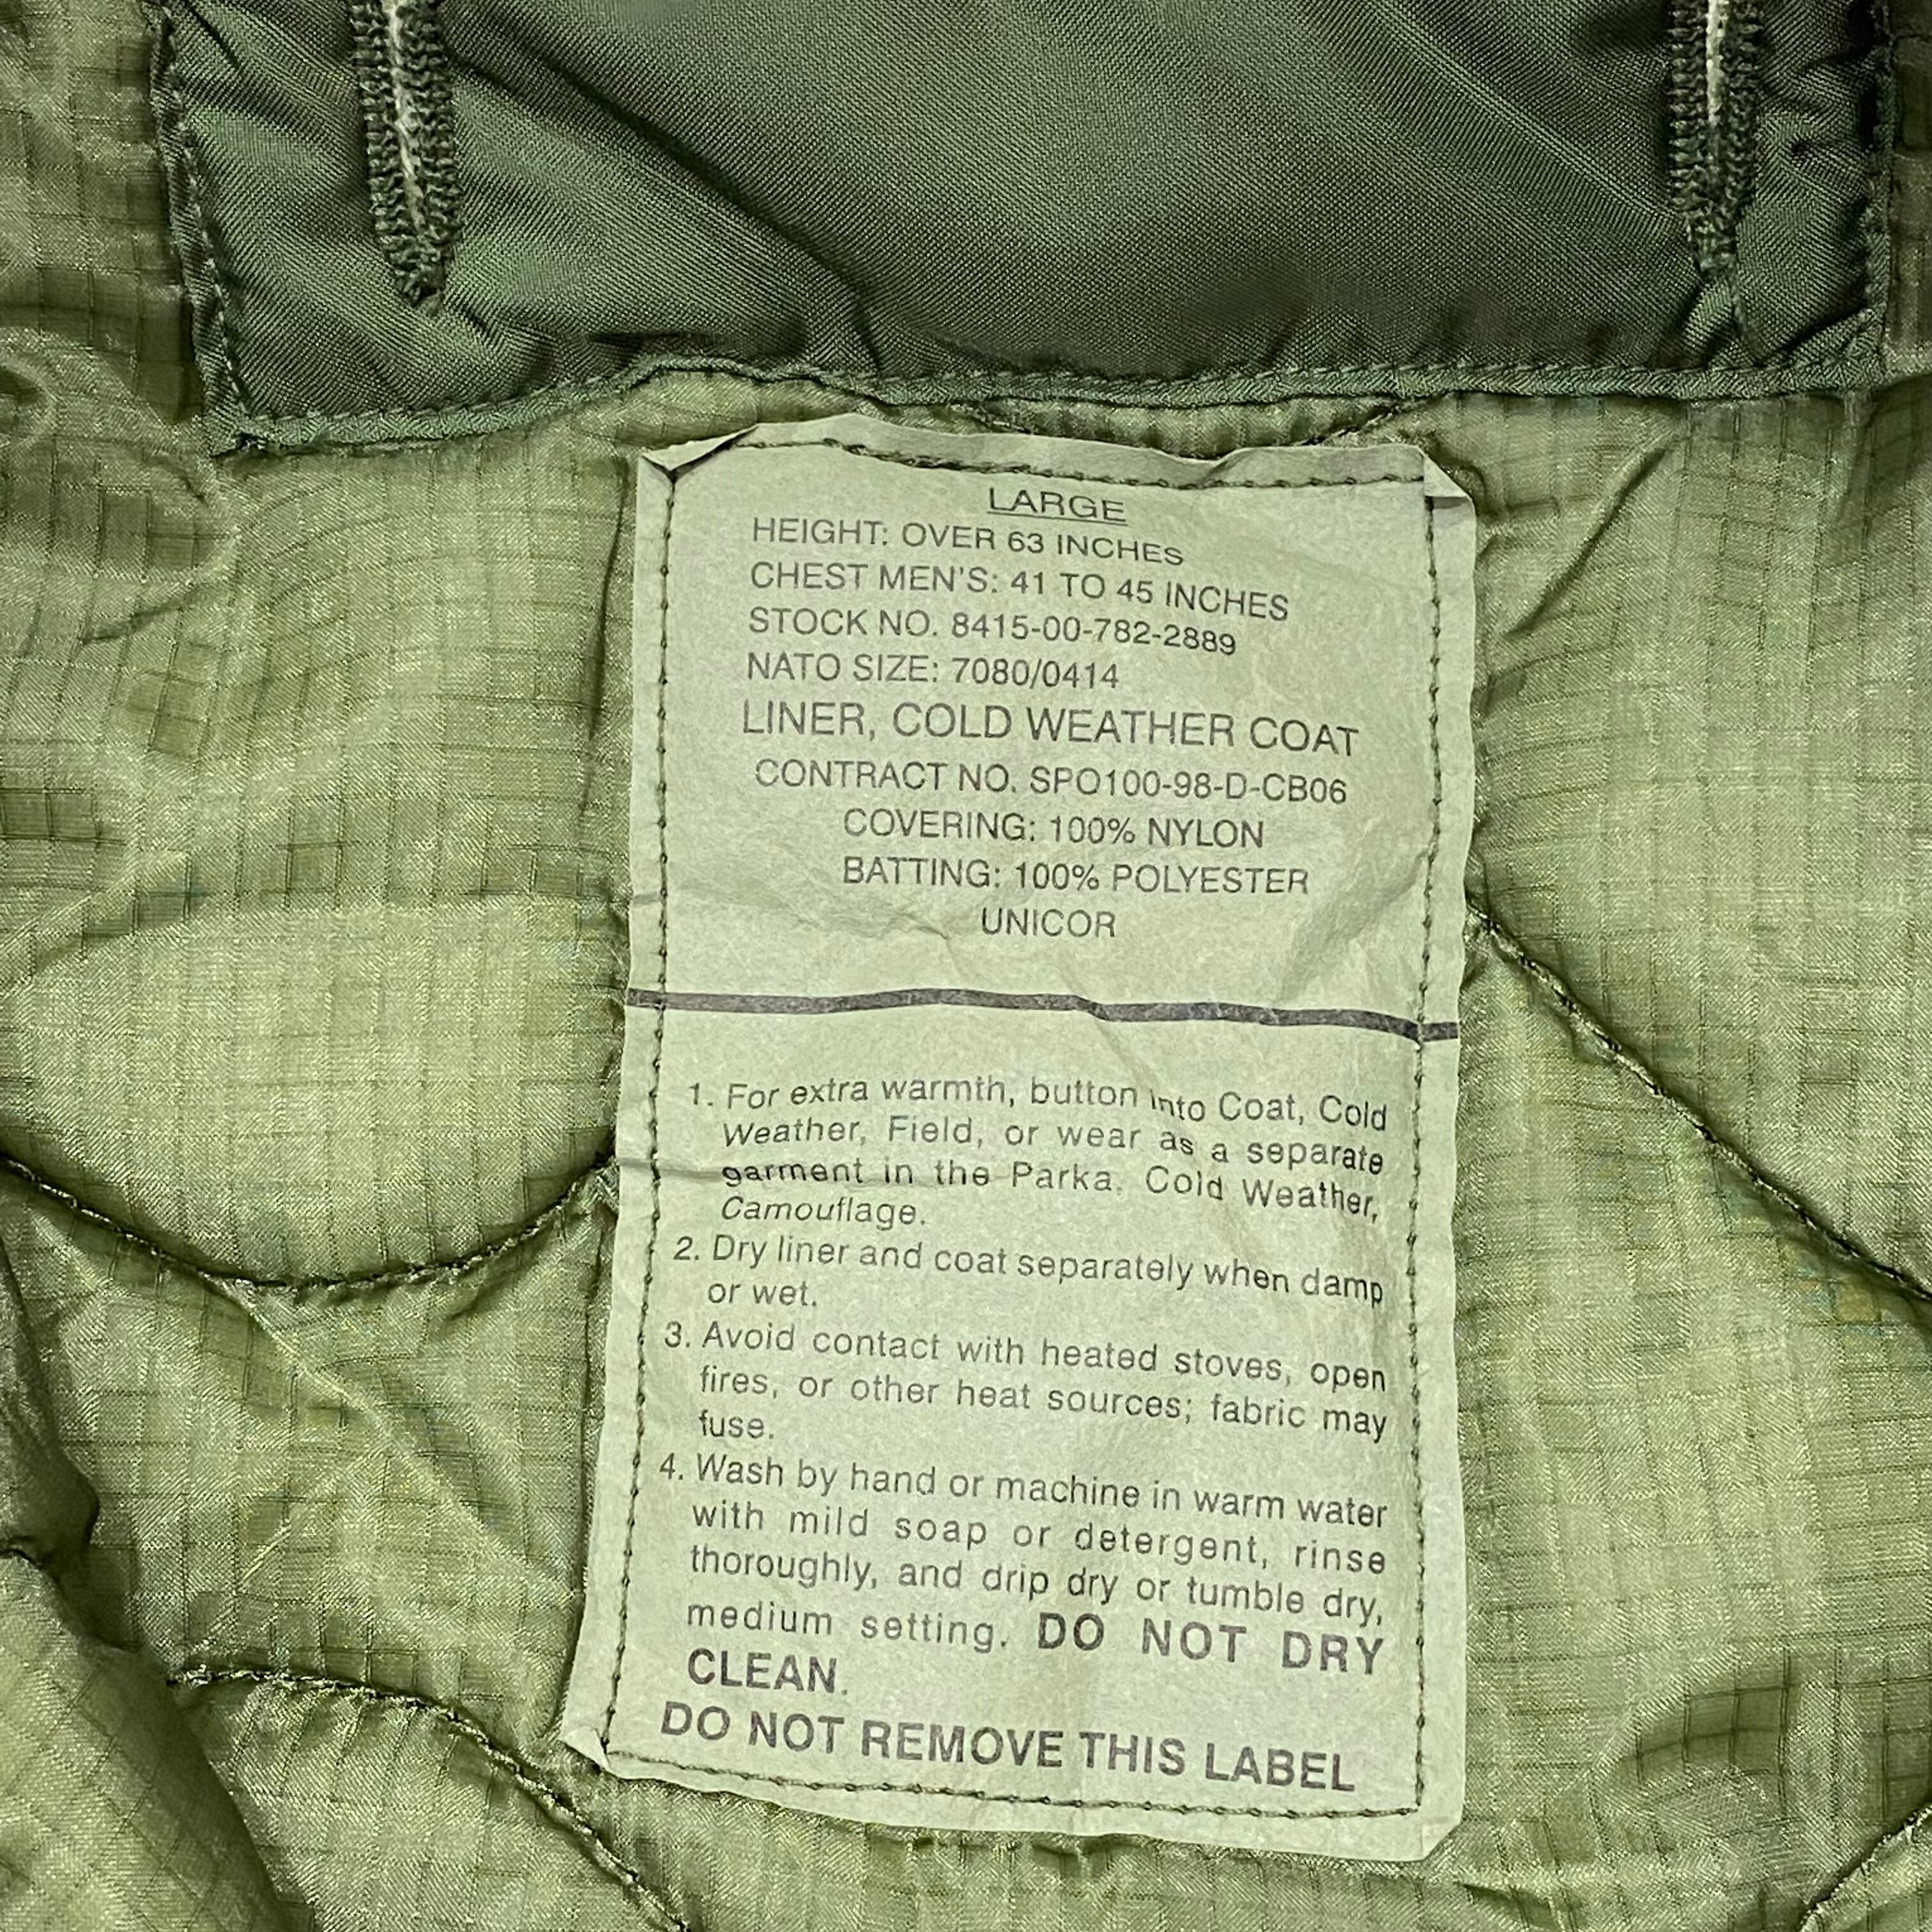 LARGE
HEIGHT: OVER 63 INCHES
CHEST MEN'S: 41 TO 45 INCHES
STOCK NO. 8415-00-782-2889
NATO SIZE: 7080/0414
LINER, COLD WEATHER COAT
CONTRACT NO. SPO100-98-D-CB06
COVERING: 100% NYLON
BATTING: 100% POLYESTER
UNICOR
1. For extra warmth, button into Coat, Cold
Weather, Field, or wear as a separate
garment in the Parka. Cold Weather,
Camouflage.
2. Dry liner and coat separately when damp
or wet.
3. Avoid contact with heated stoves, open
fires, or other heat sources; fabric may
fuse.
4. Wash by hand or machine in warm water
with mild soap or detergent, rinse
thoroughly, and drip dry or tumble dry,
medium setting. DO NOT DRY
CLEAN.
DO NOT REMOVE THIS LABEL